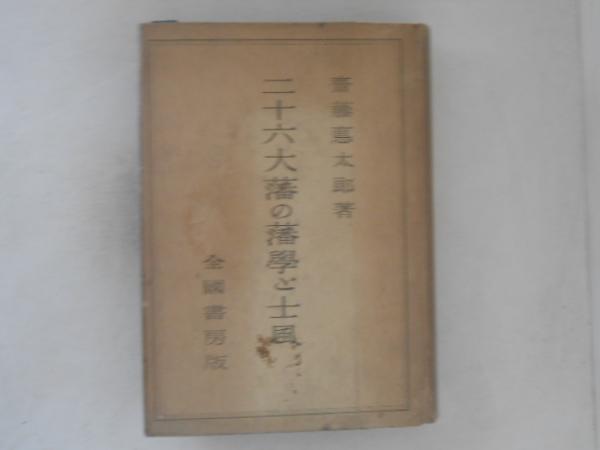 齋藤悳太郎著
二十六大藩の藩學と士風
全國書房版